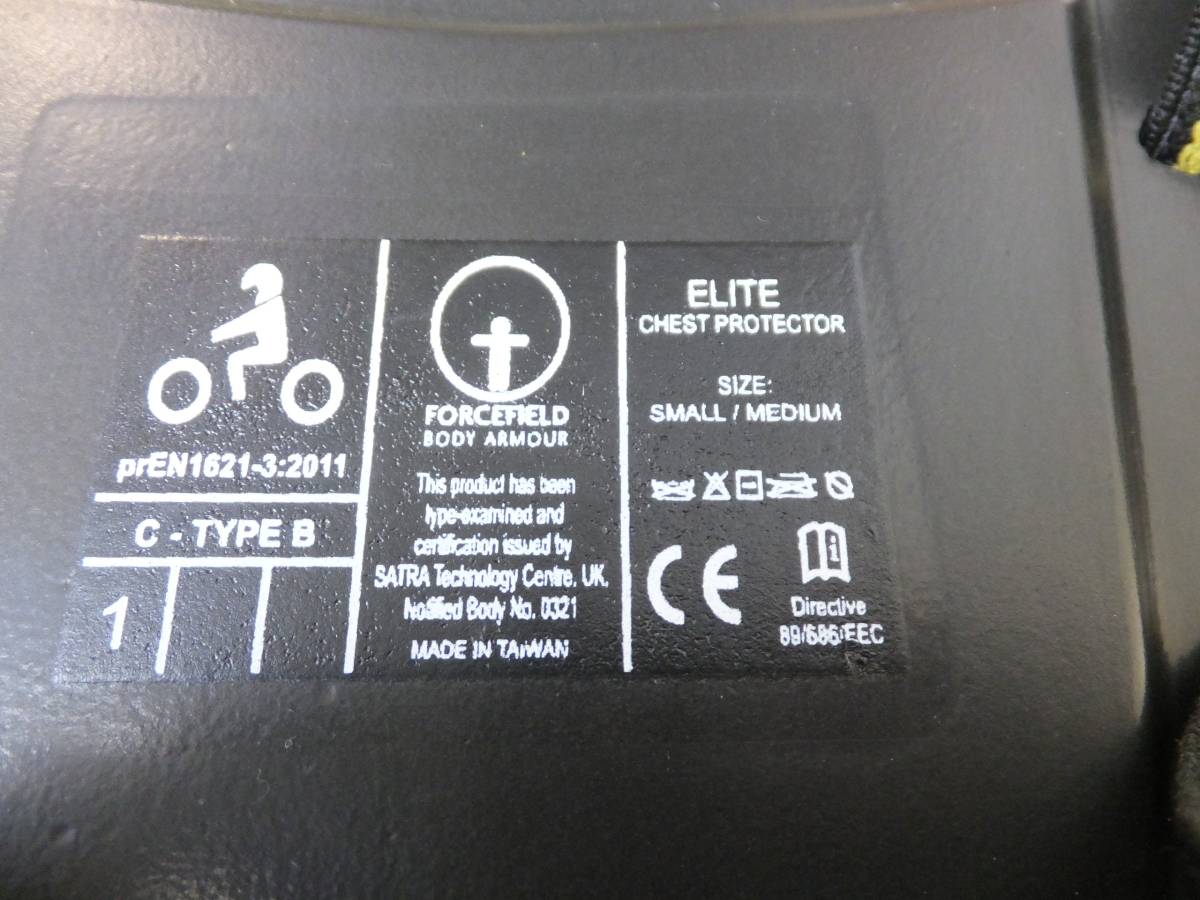 prEN1621-3:2011
C - TYPE B
1
FORCEFIELD
BODY ARMOUR
This product has been
type-examined and
certification issued by
SATRA Technology Centre, UK.
Notified Body No. 0321
MADE IN TAIWAN
ELITE
CHEST PROTECTOR
SIZE:
SMALL / MEDIUM
CE
i
Directive
89/686/EEC